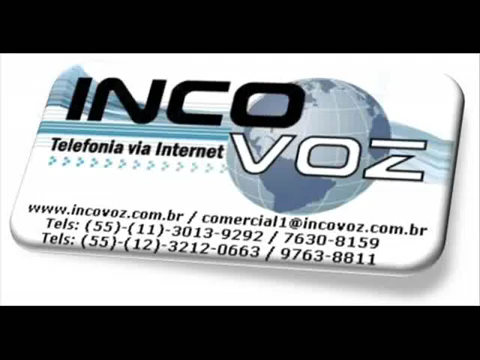 INCO
Telefonia via Internet VOZ
www.incovoz.com.br / comercial1@incovoz.com.br
Tels: (55)-(11)-3013-9292 / 7630-8159
Tels: (55)-(12)-3212-0663 / 9763-8811